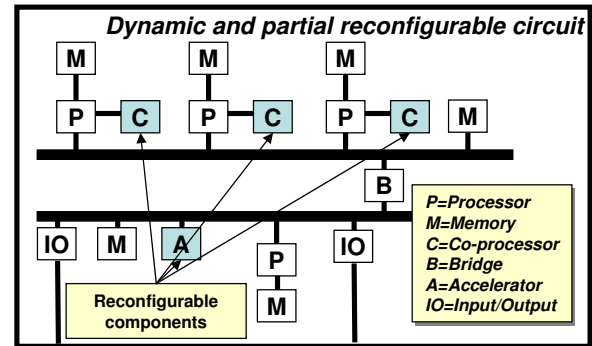 Dynamic and partial reconfigurable circuit
M M M
P C P C P C M
B
IO M A P IO
M
P=Processor
M=Memory
C=Co-processor
B=Bridge
A=Accelerator
IO=Input/Output
Reconfigurable
components